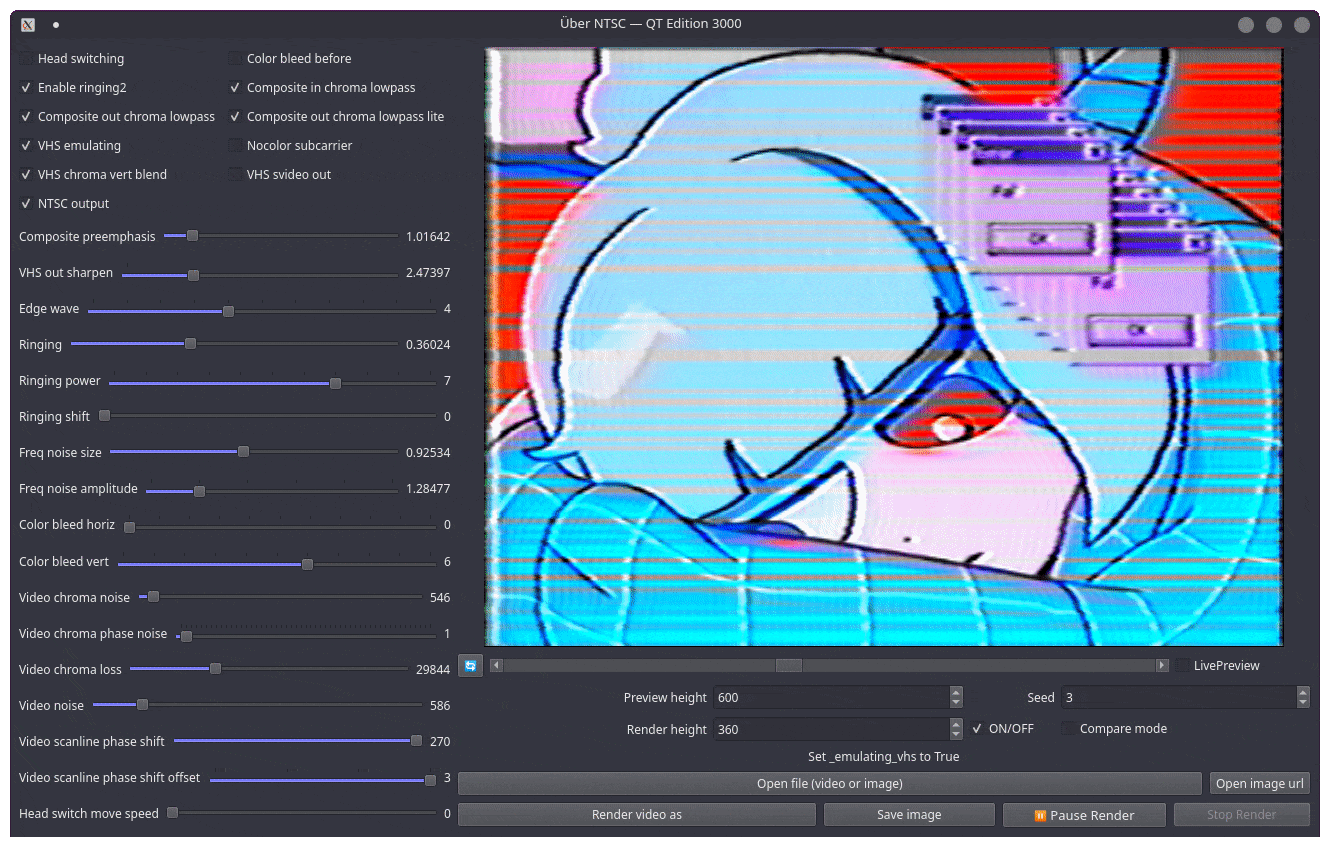 Über NTSC — QT Edition 3000
Head switching
Color bleed before
Enable ringing2
Composite in chroma lowpass
Composite out chroma lowpass
Composite out chroma lowpass lite
VHS emulating
Nocolor subcarrier
VHS chroma vert blend
VHS svideo out
NTSC output
Composite preemphasis 1.01642
VHS out sharpen 2.47397
Edge wave 4
Ringing 0.36024
Ringing power 7
Ringing shift 0
Freq noise size 0.92534
Freq noise amplitude 1.28477
Color bleed horiz 0
Color bleed vert 6
Video chroma noise 546
Video chroma phase noise 1
Video chroma loss 29844
Video noise 586
Video scanline phase shift 270
Video scanline phase shift offset 3
Head switch move speed 0
OK
OK
LivePreview
Preview height 600
Seed 3
Render height 360
ON/OFF
Compare mode
Set _emulating_vhs to True
Open file (video or image)
Open image url
Render video as
Save image
Pause Render
Stop Render